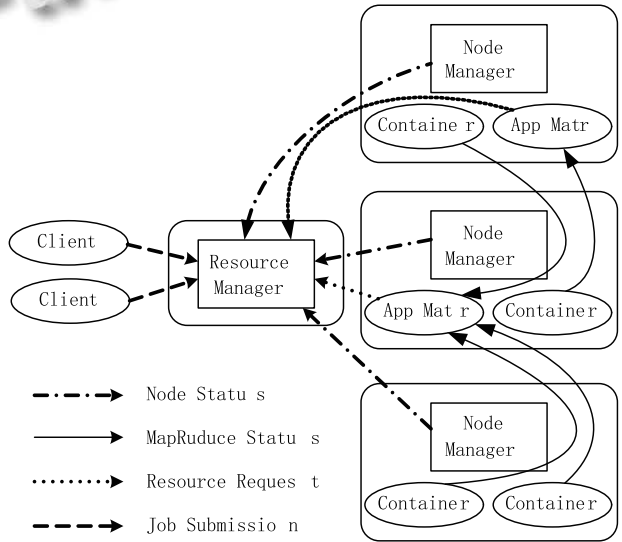 Node
Manager
Containe r
App Matr
Client
Client
Resource
Manager
Node
Manager
App Mat r
Container
Node
Manager
Container
Container
Node Statu s
MapRuduce Statu s
Resource Reques t
Job Submissio n